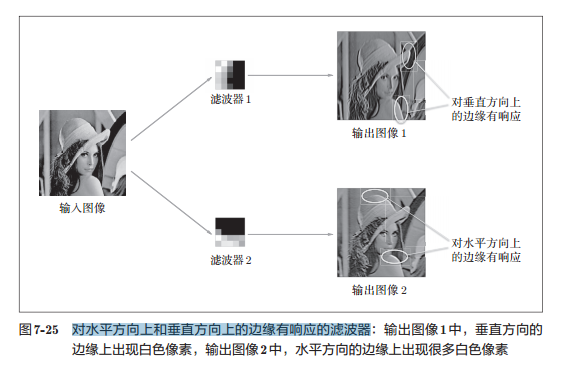 滤波器 1
对垂直方向上
的边缘有响应
输出图像 1
输入图像
滤波器 2
对水平方向上
的边缘有响应
输出图像 2
图 7-25 对水平方向上和垂直方向上的边缘有响应的滤波器：输出图像 1 中，垂直方向的
边缘上出现白色像素，输出图像 2 中，水平方向的边缘上出现很多白色像素